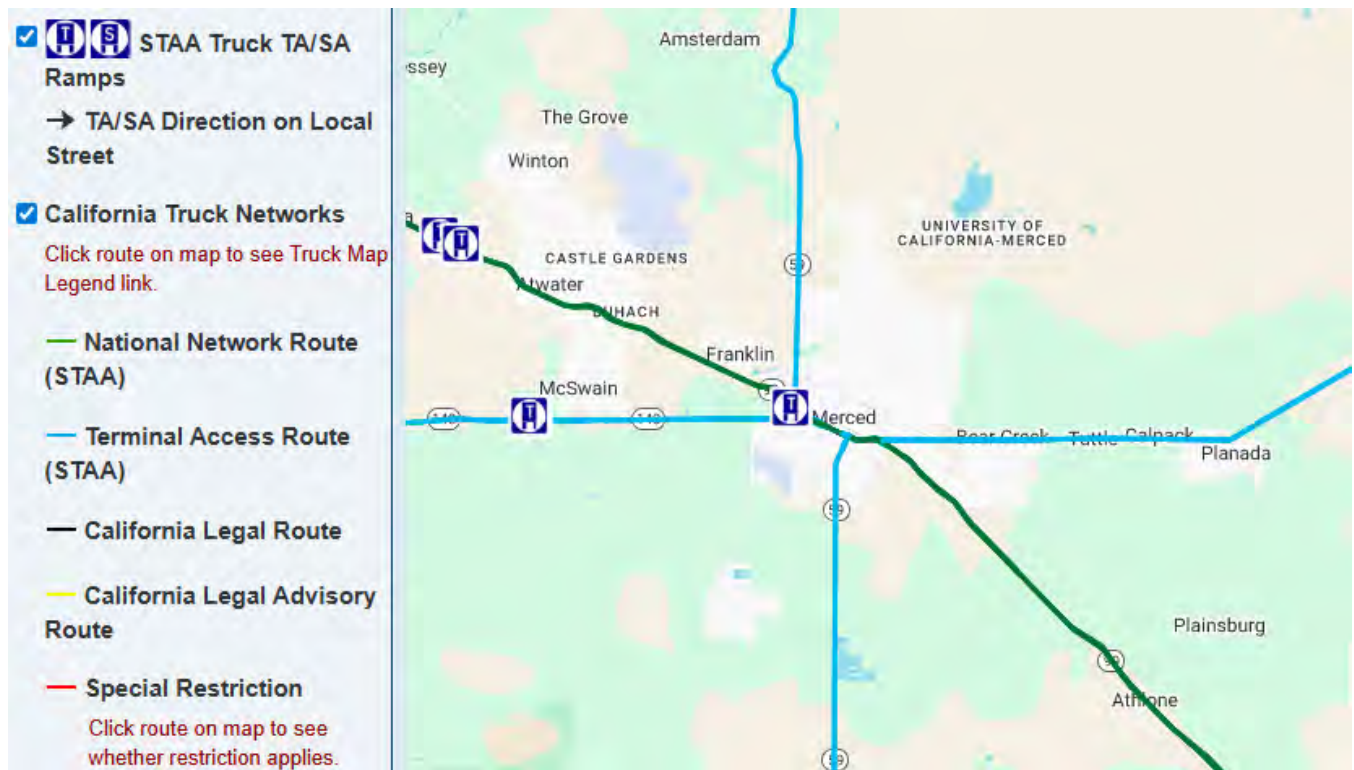 STAA Truck TA/SA
Ramps
TA/SA Direction on Local
Street
California Truck Networks
Click route on map to see Truck Map
Legend link.
National Network Route
(STAA)
Terminal Access Route
(STAA)
California Legal Route
California Legal Advisory
Route
Special Restriction
Click route on map to see
whether restriction applies.
Amsterdam
ssey
The Grove
Winton
UNIVERSITY OF
CALIFORNIA-MERCED
59
CASTLE GARDENS
Atwater
Franklin
McSwain
140
140
Merced
Bear Creek
Tuttle
Calpack
Planada
59
Plainsburg
99
Athlone
59